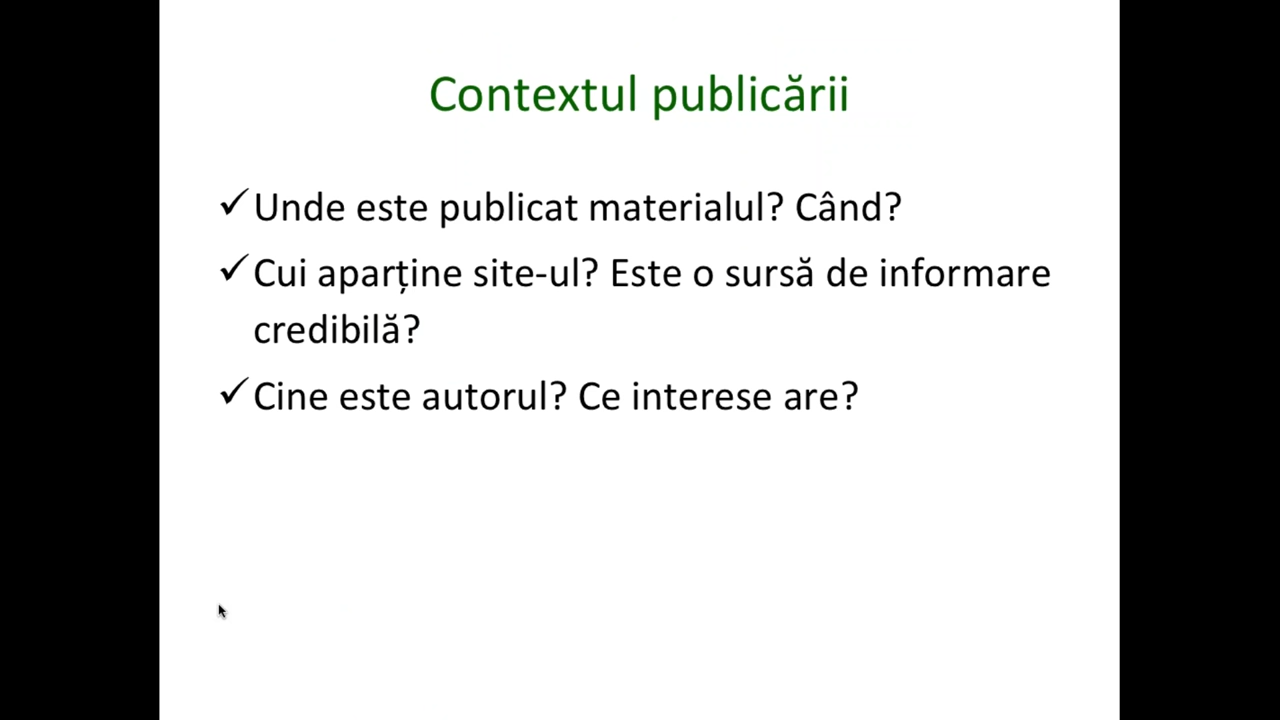 Contextul publicării
✓Unde este publicat materialul? Când?
✓Cui aparține site-ul? Este o sursă de informare
credibilă?
✓Cine este autorul? Ce interese are?